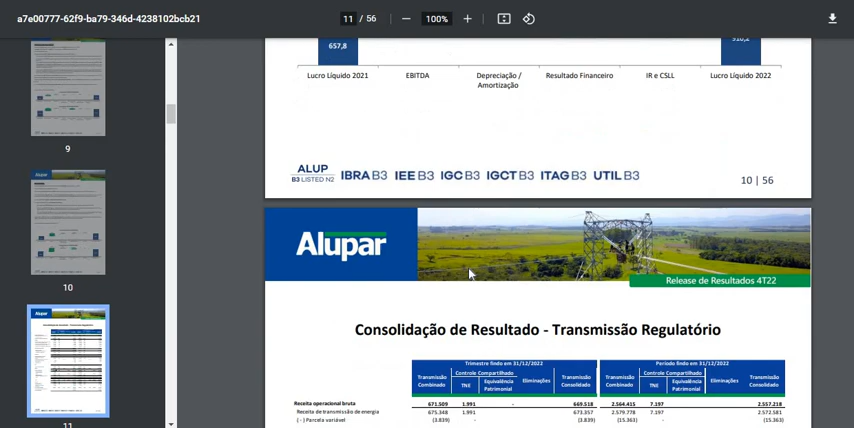 a7e00777-62f9-ba79-346d-4238102bcb21
11 / 56
100%
9
10
11
657,8
Lucro Líquido 2021
EBITDA
Depreciação / Amortização
Resultado Financeiro
IR e CSLL
Lucro Líquido 2022
ALUP
B3 LISTED N2
IBRA B3 IEE B3 IGC B3 IGCT B3 ITAG B3 UTIL B3
10 | 56
Alupar
Release de Resultados 4T22
Consolidação de Resultado - Transmissão Regulatório
Trimestre findo em 31/12/2022
Período findo em 31/12/2022
Transmissão Combinado
Controle Compartilhado
TNE
Equivalência Patrimonial
Eliminações
Transmissão Consolidado
Transmissão Combinado
Controle Compartilhado
TNE
Equivalência Patrimonial
Eliminações
Transmissão Consolidado
Receita operacional bruta 671.509 1.991 - 669.518 2.564.415 7.197 2.557.218
Receita de transmissão de energia 675.348 1.991 673.357 2.579.778 7.197 2.572.581
( - ) Parcela variável (3.839) - (3.839) (15.363) - (15.363)